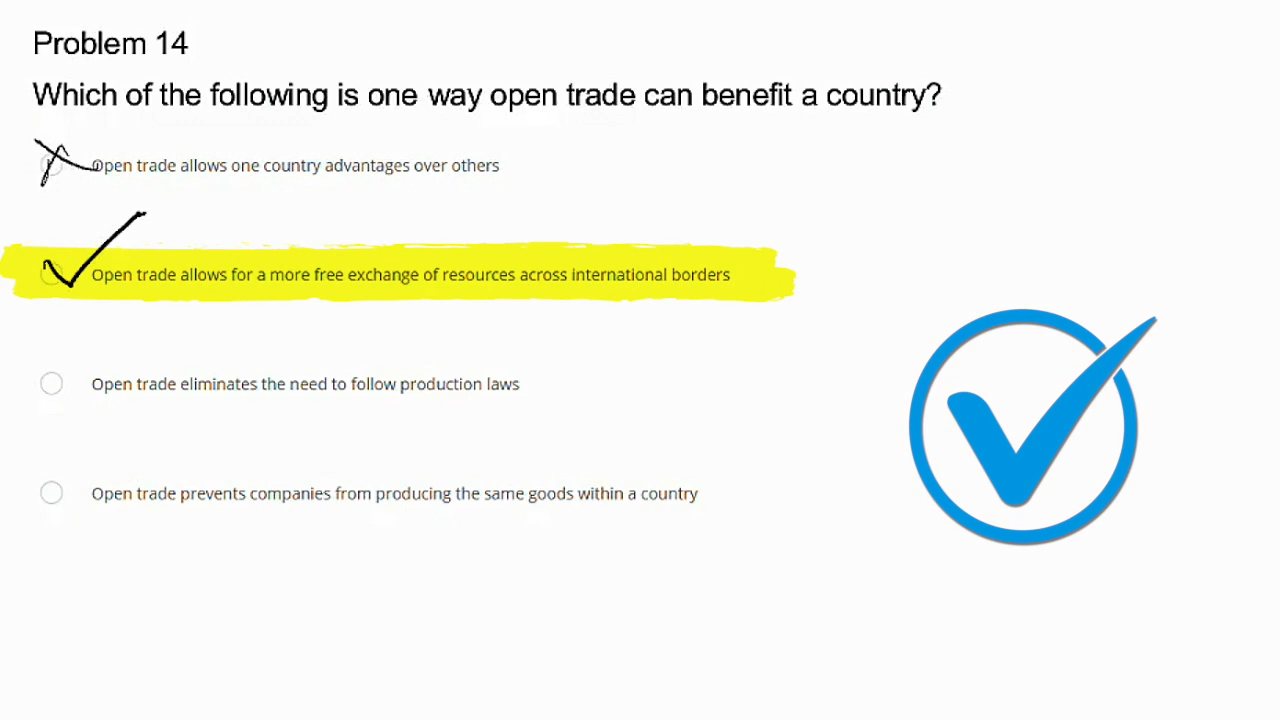 Problem 14
Which of the following is one way open trade can benefit a country?
Open trade allows one country advantages over others
Open trade allows for a more free exchange of resources across international borders
Open trade eliminates the need to follow production laws
Open trade prevents companies from producing the same goods within a country